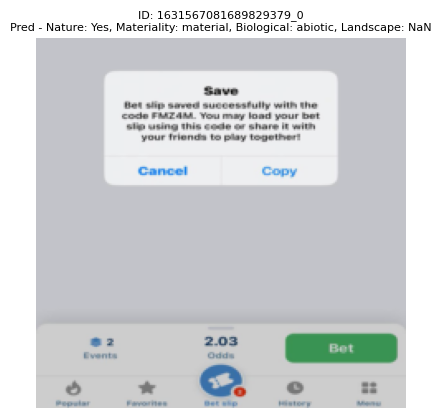 ID: 1631567081689829379_0
Pred - Nature: Yes, Materiality: material, Biological: abiotic, Landscape: NaN
Save
Bet slip saved successfully with the
code FMZ4M. You may load your bet
slip using this code or share it with
your friends to play together!
Cancel Copy
2 2.03 Bet
Events Odds
Popular Favorites Bet slip History Menu